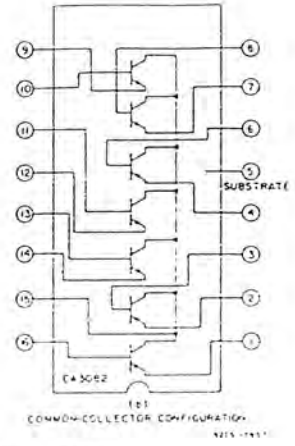 9 8
10 7
11 6
12 5
SUBSTRATE
13 4
14 3
15 2
16 1
CA3082
(b)
COMMON-COLLECTOR CONFIGURATION